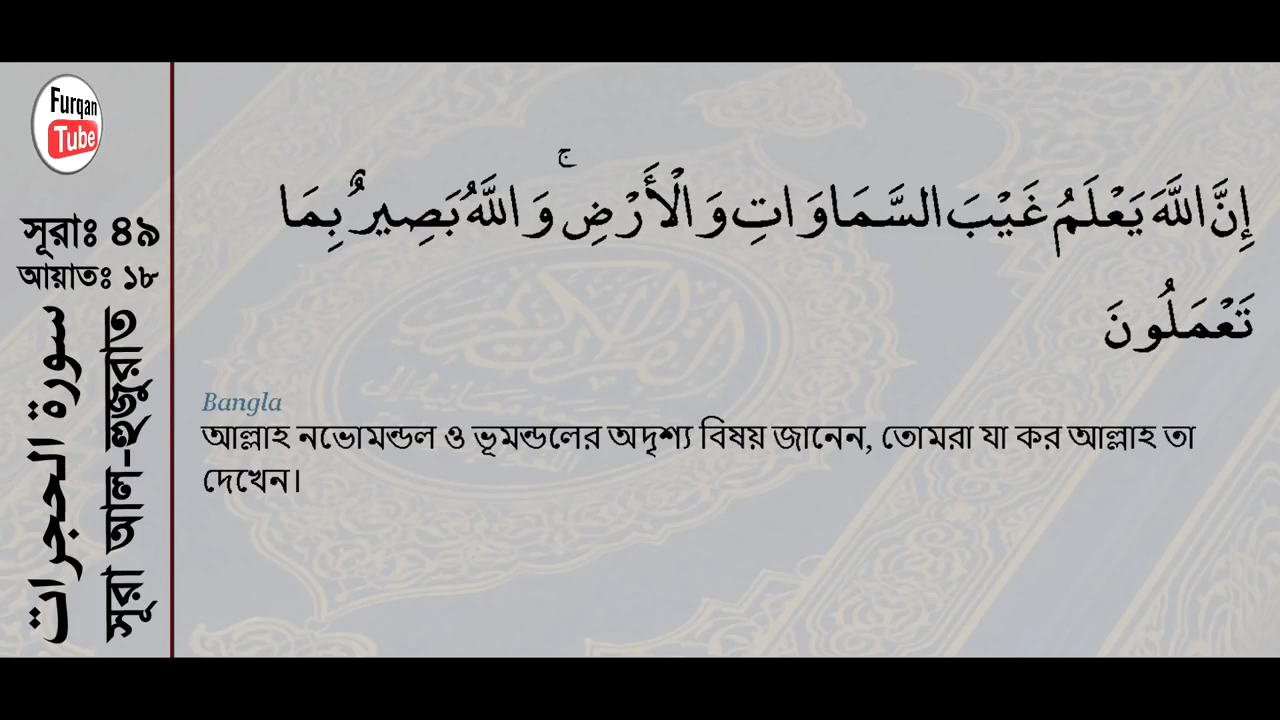 Furqan
Tube
সূরাঃ ৪৯
আয়াতঃ ১৮
سورة الحجرات
সূরা আল-হুজুরাত
إِنَّ اللَّهَ يَعْلَمُ غَيْبَ السَّمَاوَاتِ وَالْأَرْضِ ۚ وَاللَّهُ بَصِيرٌ بِمَا
تَعْمَلُونَ
Bangla
আল্লাহ নভোমন্ডল ও ভূমন্ডলের অদৃশ্য বিষয় জানেন, তোমরা যা কর আল্লাহ তা
দেখেন।